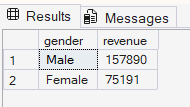 Results Messages
gender revenue
1 Male 157890
2 Female 75191